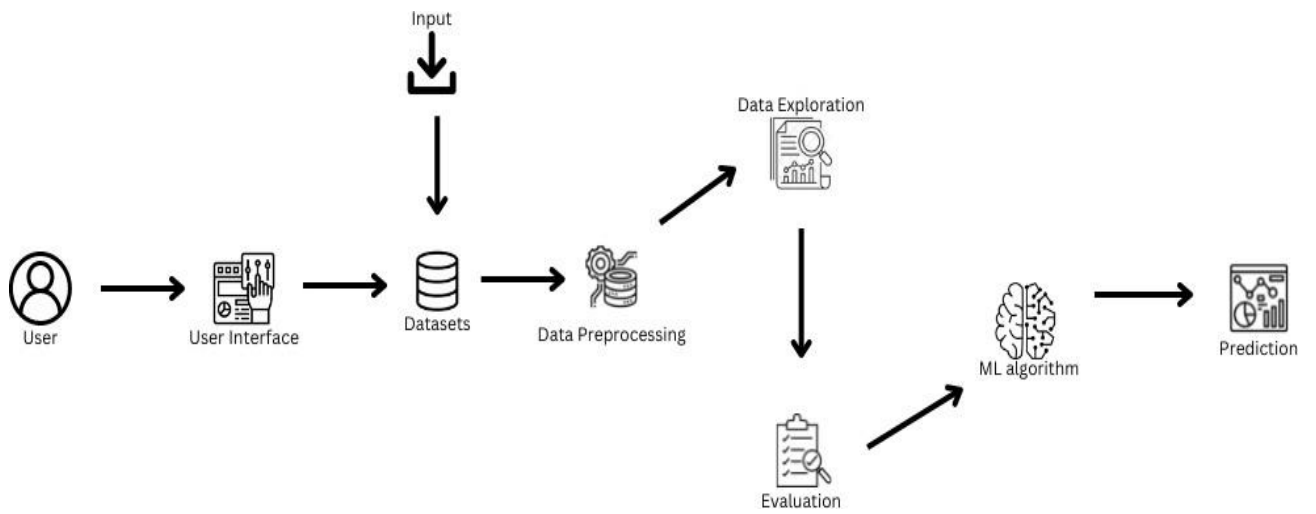 Input
Data Exploration
User
User Interface
Datasets
Data Preprocessing
ML algorithm
Prediction
Evaluation